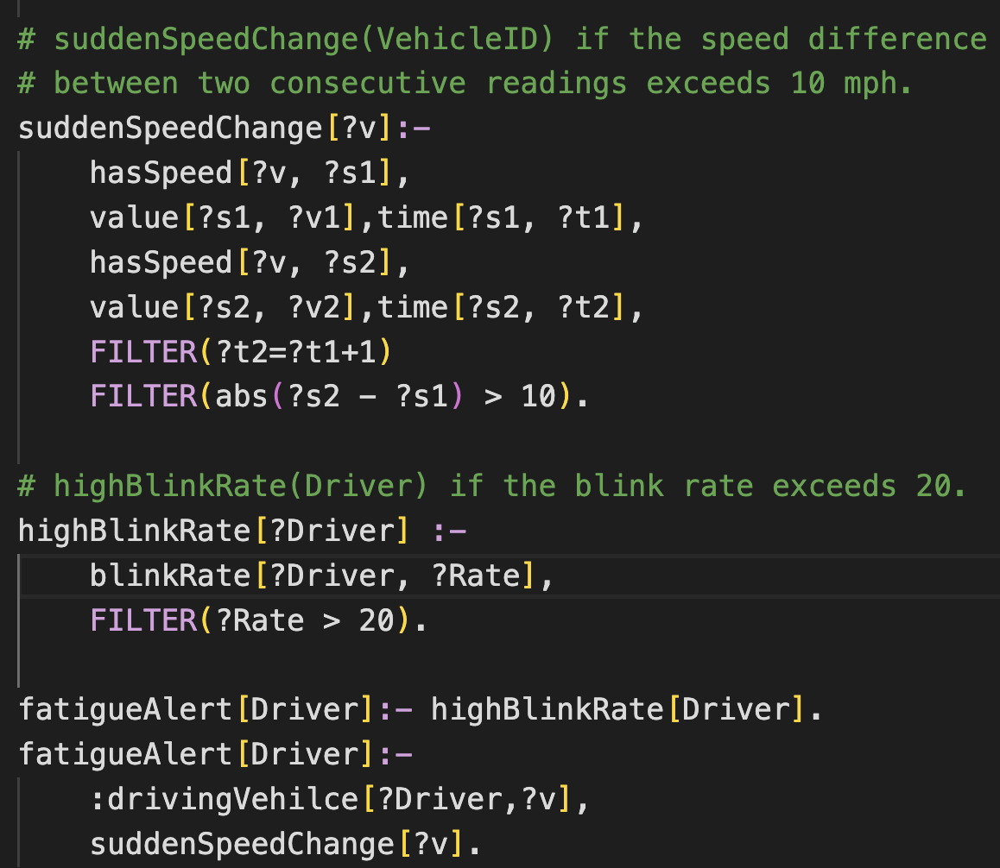 # suddenSpeedChange(VehicleID) if the speed difference
# between two consecutive readings exceeds 10 mph.
suddenSpeedChange[?v]:-
    hasSpeed[?v, ?s1],
    value[?s1, ?v1],time[?s1, ?t1],
    hasSpeed[?v, ?s2],
    value[?s2, ?v2],time[?s2, ?t2],
    FILTER(?t2=?t1+1)
    FILTER(abs(?s2 - ?s1) > 10).
# highBlinkRate(Driver) if the blink rate exceeds 20.
highBlinkRate[?Driver] :-
    blinkRate[?Driver, ?Rate],
    FILTER(?Rate > 20).
fatigueAlert[Driver]:- highBlinkRate[Driver].
fatigueAlert[Driver]:-
    :drivingVehilce[?Driver,?v],
    suddenSpeedChange[?v].